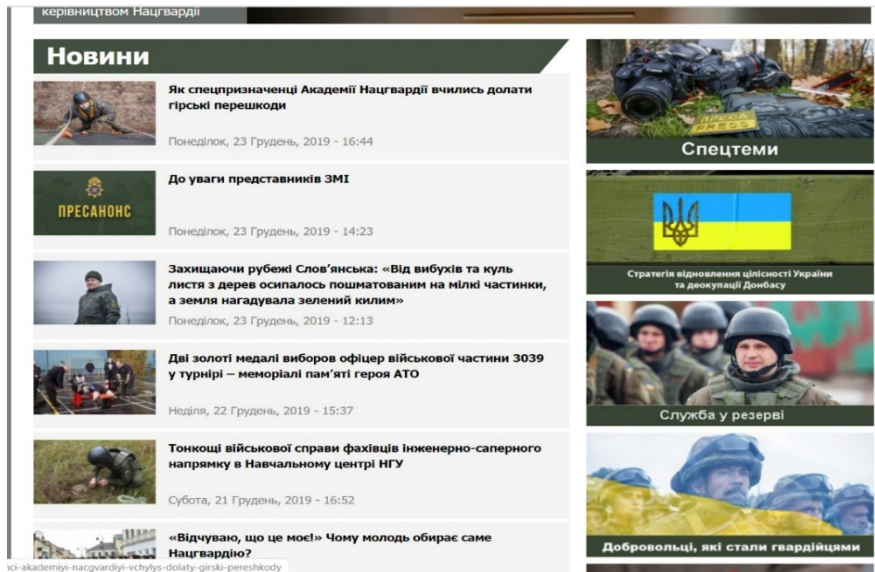 керівництвом Нацгвардії
Новини
Як спецпризначенці Академії Нацгвардії вчились долати
гірські перешкоди
Понеділок, 23 Грудень, 2019 - 16:44
ПРЕСАНОНС
До уваги представників ЗМІ
Понеділок, 23 Грудень, 2019 - 14:23
Захищаючи рубежі Слов’янська: «Від вибухів та куль
листя з дерев осипалось пошматованим на мілкі частинки,
а земля нагадувала зелений килим»
Понеділок, 23 Грудень, 2019 - 12:13
Дві золоті медалі виборов офіцер військової частини 3039
у турнірі – меморіалі пам’яті героя АТО
Неділя, 22 Грудень, 2019 - 15:37
Тонкощі військової справи фахівців інженерно-саперного
напрямку в Навчальному центрі НГУ
Субота, 21 Грудень, 2019 - 16:52
«Відчуваю, що це моє!» Чому молодь обирає саме
Нацгвардію?
PRESS
Спецтеми
Стратегія відновлення цілісності України
та деокупації Донбасу
Служба у резерві
Добровольці, які стали гвардійцями
nci-akademiyi-nacgvardiyi-vchylys-dolaty-girski-pereshkody